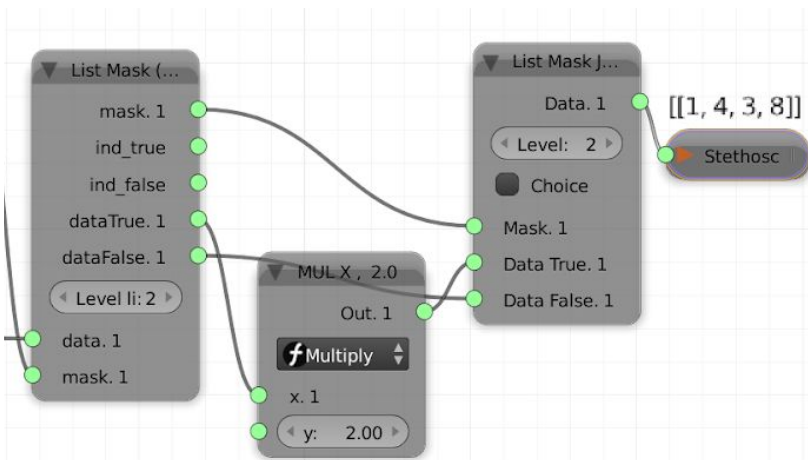 List Mask (...
mask. 1
ind_true
ind_false
dataTrue. 1
dataFalse. 1
Level li: 2
data. 1
mask. 1
MUL X , 2.0
Out. 1
Multiply
x. 1
y: 2.00
List Mask J...
Data. 1
Level: 2
Choice
Mask. 1
Data True. 1
Data False. 1
[[1, 4, 3, 8]]
Stethosc